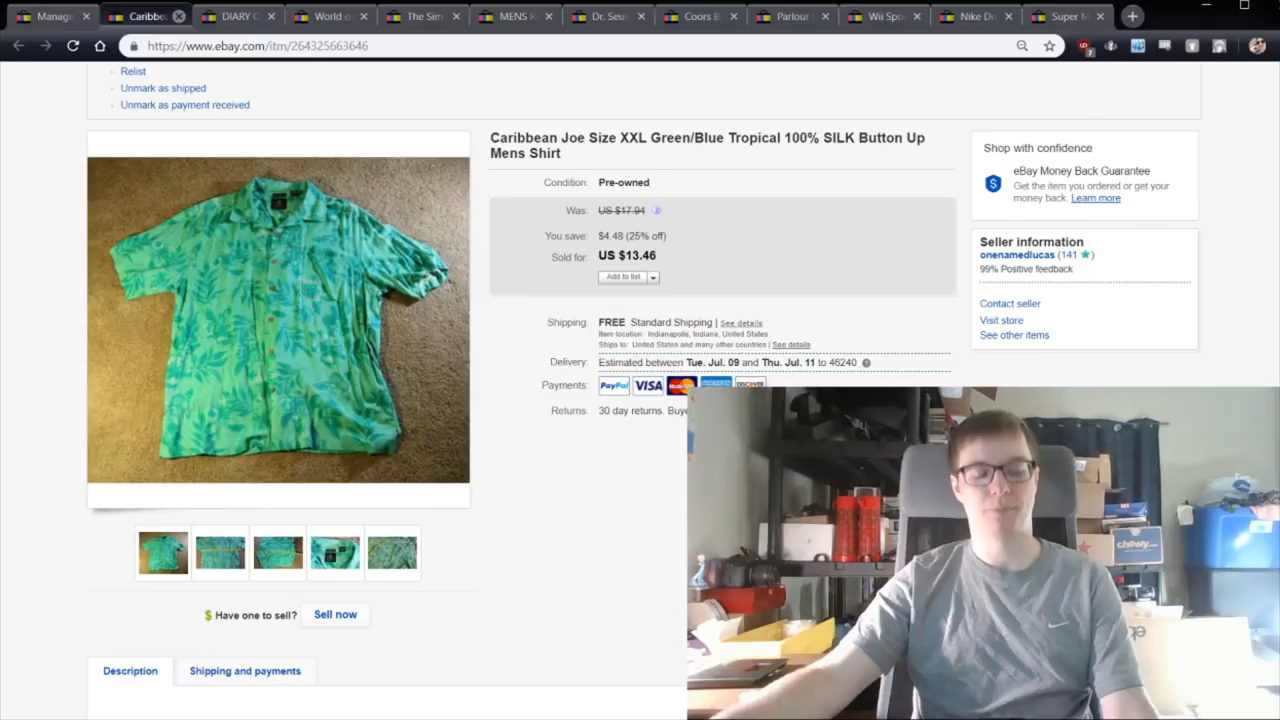 Manage
Caribbe
DIARY C
World o
The Sim
MENS R
Dr. Seus
Coors B
Parlour
Wii Spo
Nike Du
Super M
https://www.ebay.com/itm/264325663646
Relist
Unmark as shipped
Unmark as payment received
Caribbean Joe Size XXL Green/Blue Tropical 100% SILK Button Up
Mens Shirt
Condition: Pre-owned
Was: US $17.94
You save: $4.48 (25% off)
Sold for: US $13.46
Add to list
Shipping: FREE Standard Shipping | See details
Item location: Indianapolis, Indiana, United States
Ships to: United States and many other countries | See details
Delivery: Estimated between Tue. Jul. 09 and Thu. Jul. 11 to 46240
Payments: PayPal VISA MasterCard DISCOVER
Returns: 30 day returns. Buye
Shop with confidence
eBay Money Back Guarantee
Get the item you ordered or get your
money back. Learn more
Seller information
onenamedlucas (141 )
99% Positive feedback
Contact seller
Visit store
See other items
Have one to sell? Sell now
Description
Shipping and payments
chewy